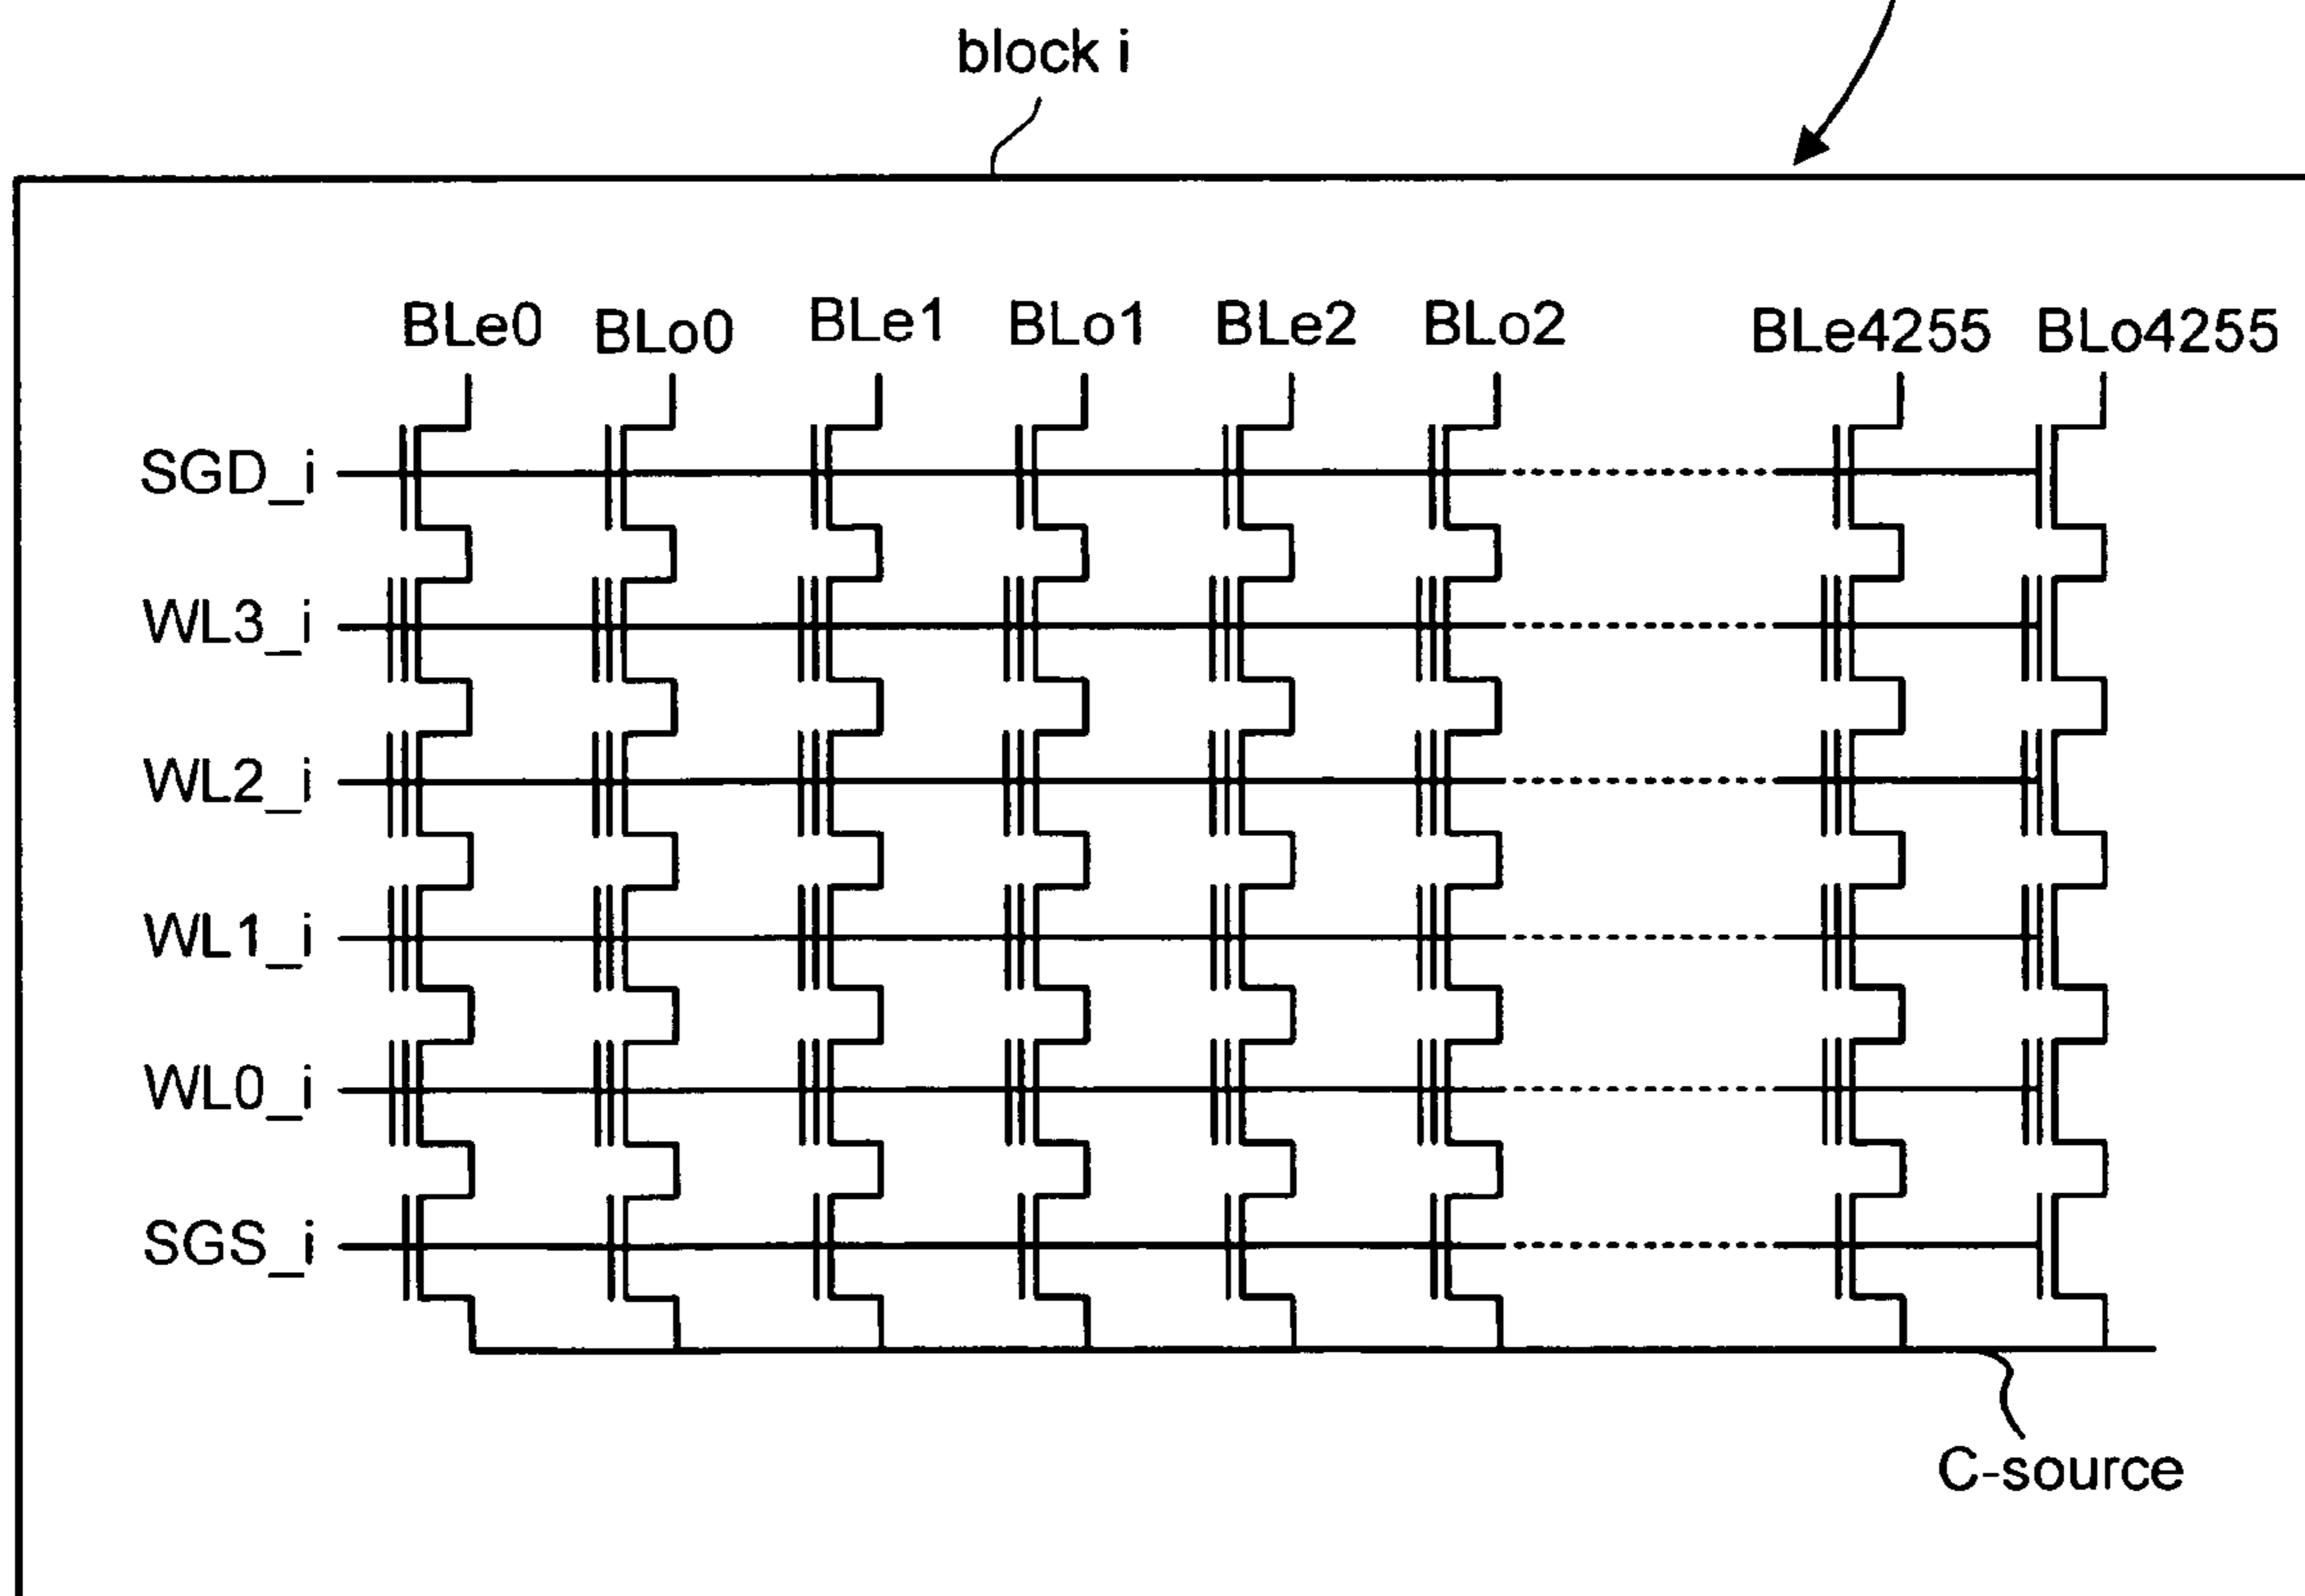 block i
BLe0 BLo0 BLe1 BLo1 BLe2 BLo2 BLe4255 BLo4255
SGD_i
WL3_i
WL2_i
WL1_i
WL0_i
SGS_i
C-source